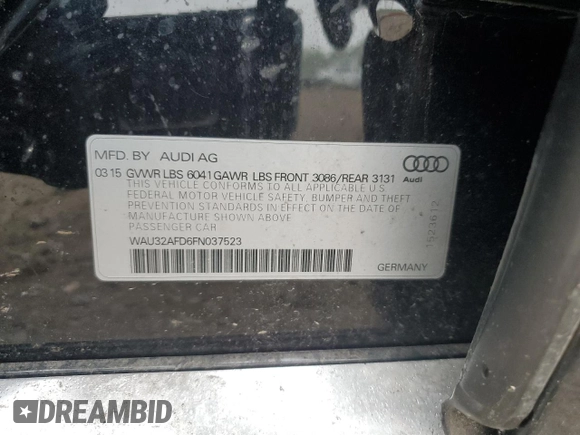 MFD. BY AUDI AG
03 15 GVWR LBS 6041 GAWR LBS FRONT 3086/REAR 3131
THIS VEHICLE CONFORMS TO ALL APPLICABLE U.S.
FEDERAL MOTOR VEHICLE SAFETY, BUMPER AND THEFT
PREVENTION STANDARDS IN EFFECT ON THE DATE OF
MANUFACTURE SHOWN ABOVE
PASSENGER CAR
WAU32AFD6FN037523
Audi
1523612
GERMANY
DREAMBID